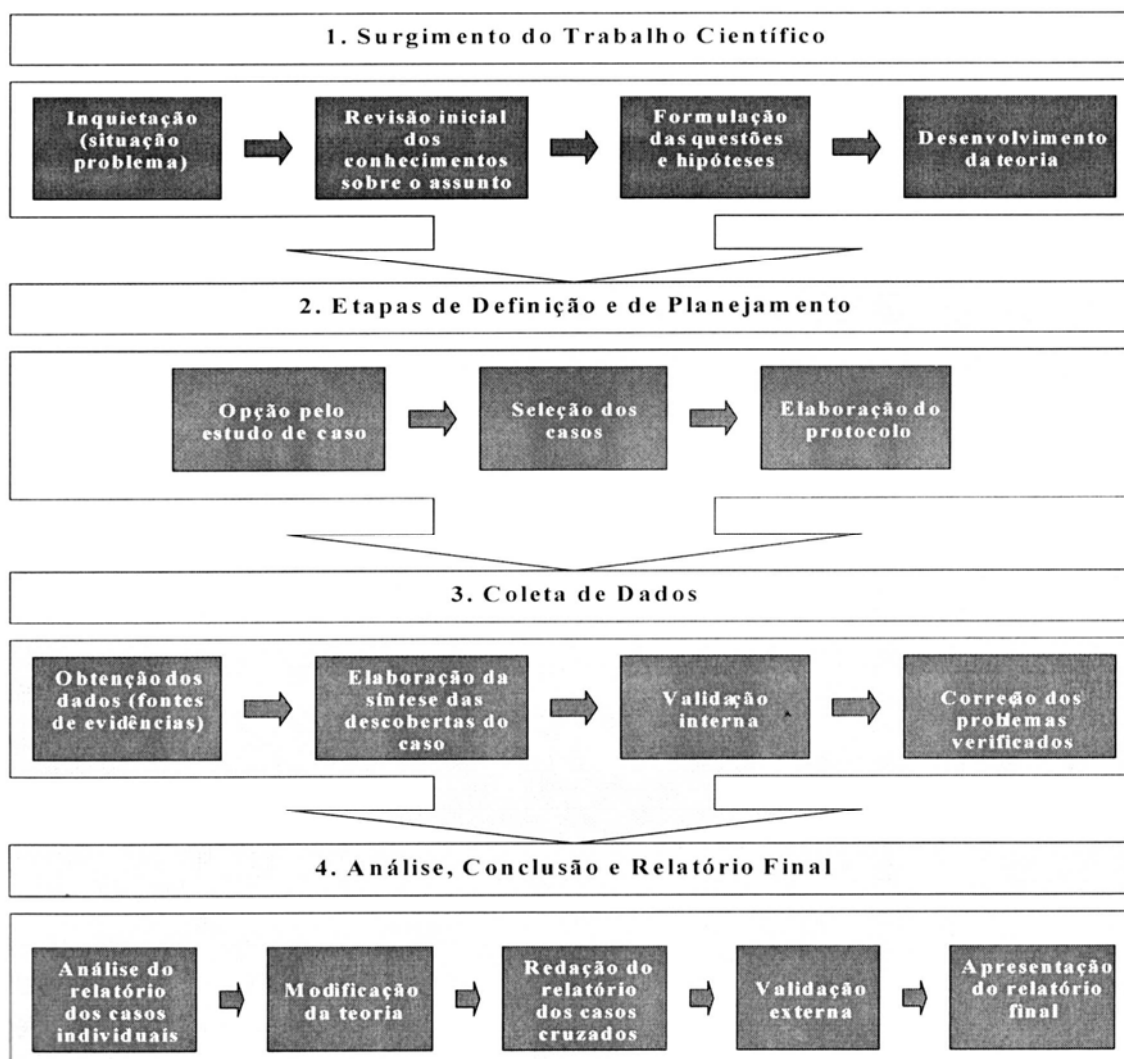 1. Surgimento do Trabalho Científico
Inquietação
(situação
problema)
Revisão inicial
dos
conhecimentos
sobre o assunto
Formulação
das questões
e hipóteses
Desenvolvimento
da teoria
2. Etapas de Definição e de Planejamento
Opção pelo
estudo de caso
Seleção dos
casos
Elaboração do
protocolo
3. Coleta de Dados
Obtenção dos
dados (fontes
de evidências)
Elaboração da
síntese das
descobertas do
caso
Validação
interna
Correção dos
problemas
verificados
4. Análise, Conclusão e Relatório Final
Análise do
relatório
dos casos
individuais
Modificação
da teoria
Redação do
relatório
dos casos
cruzados
Validação
externa
Apresentação
do relatório
final